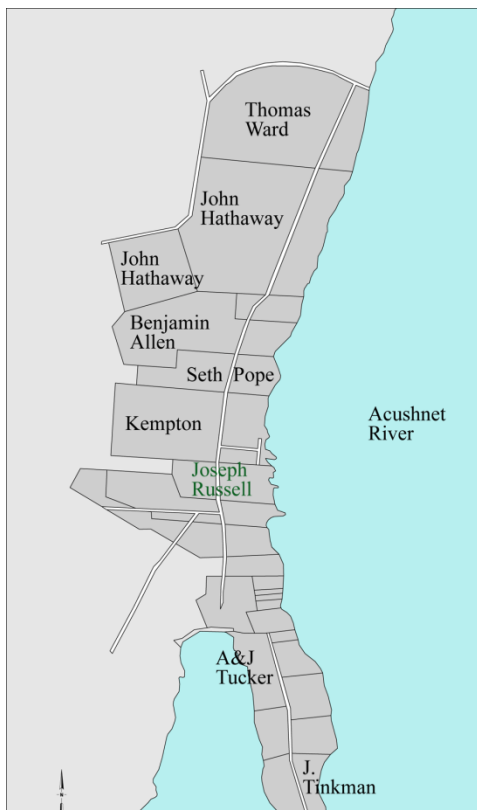 Thomas
Ward
John
Hathaway
John
Hathaway
Benjamin
Allen
Seth Pope
Kempton
Acushnet
River
Joseph
Russell
A&J
Tucker
J.
Tinkman